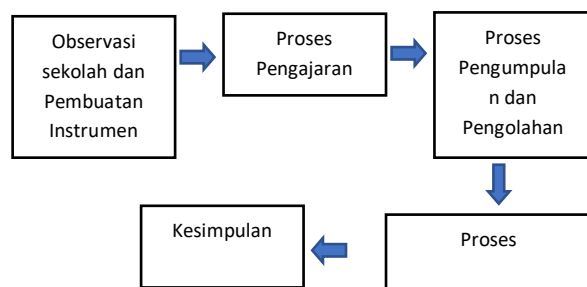 Observasi
sekolah dan
Pembuatan
Instrumen
Proses
Pengajaran
Proses
Pengumpula
n dan
Pengolahan
Proses
Kesimpulan